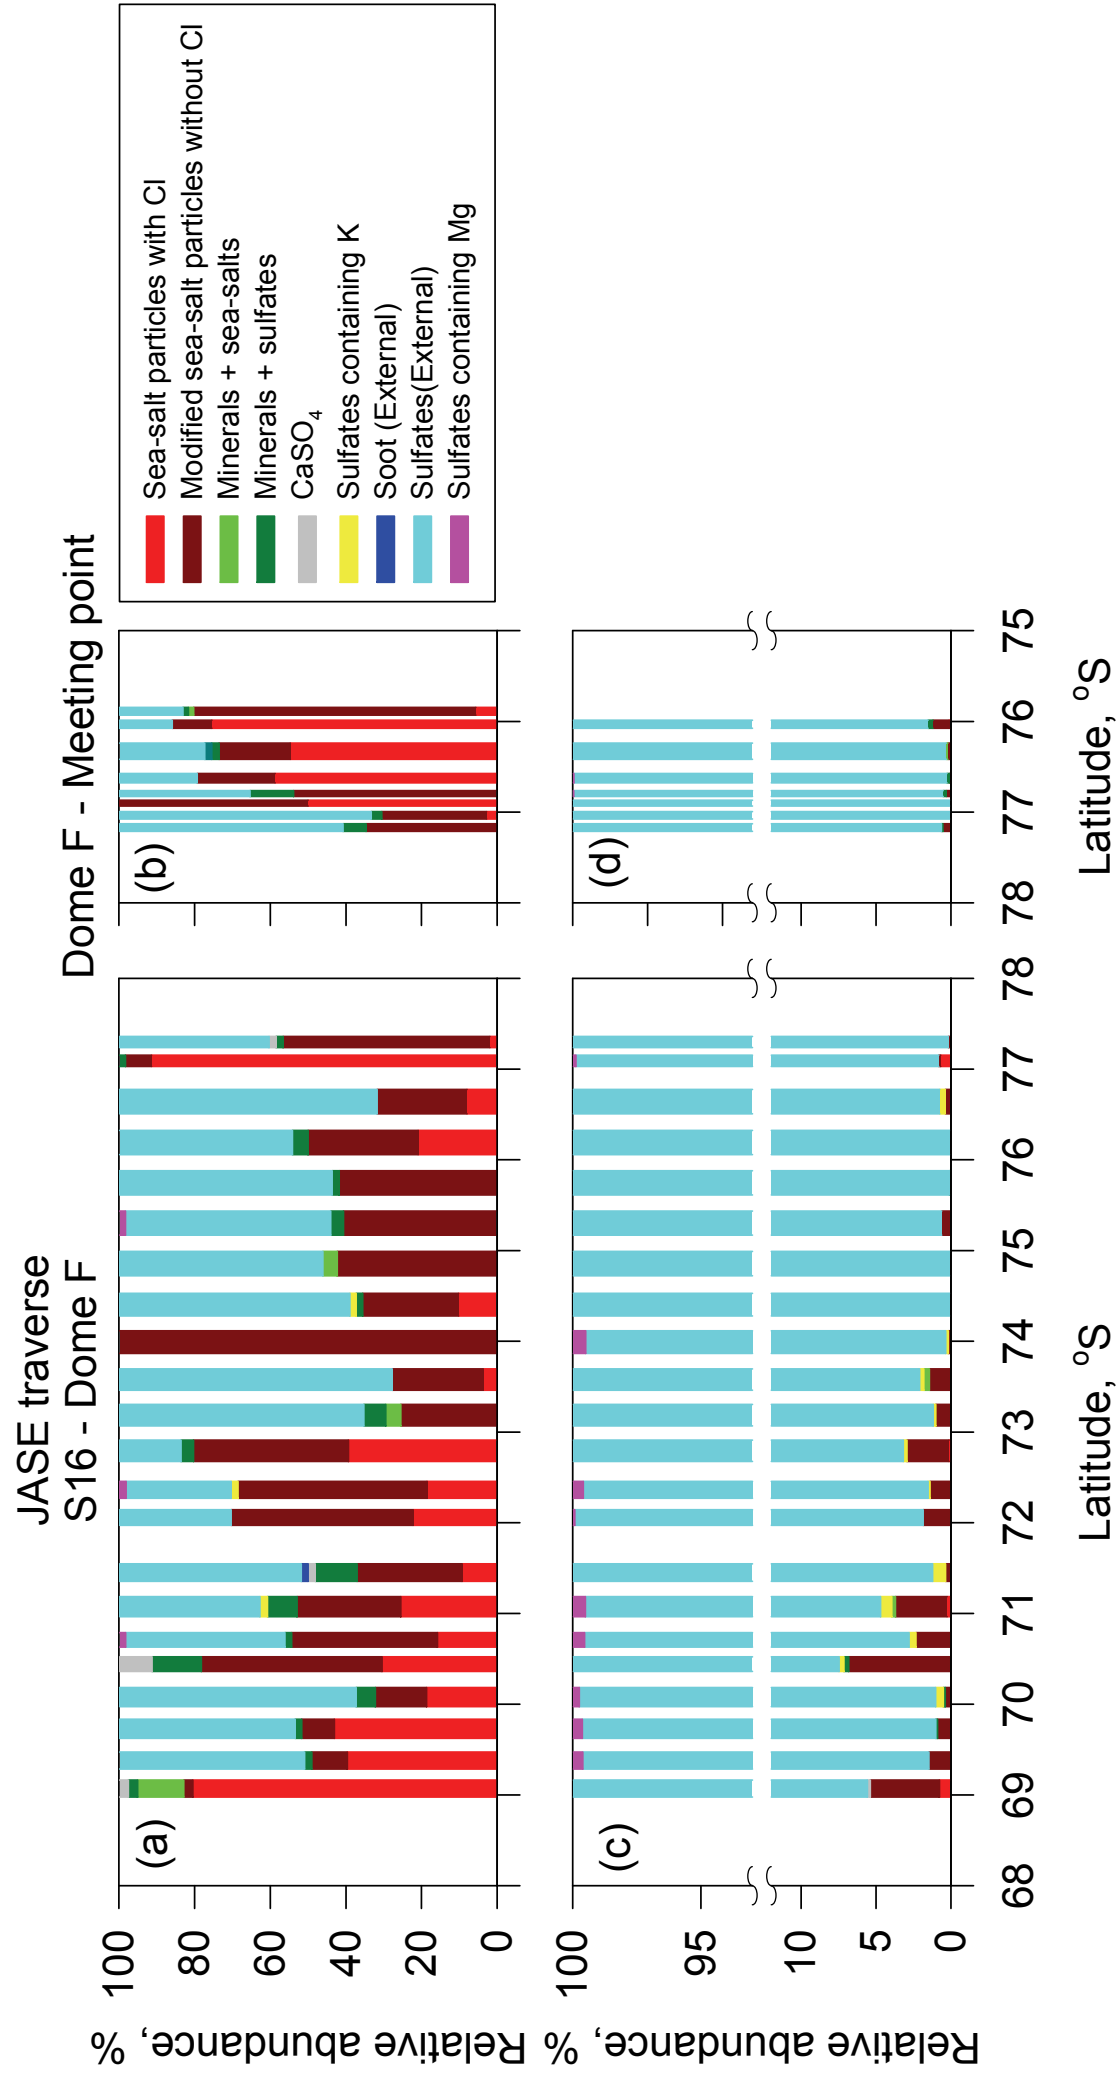 JASE traverse
S16 - Dome F
Dome F - Meeting point
(a)
(b)
Relative abundance, %
100
80
60
40
20
0
Sea-salt particles with Cl
Modified sea-salt particles without Cl
Minerals + sea-salts
Minerals + sulfates
CaSO₄
Sulfates containing K
Soot (External)
Sulfates(External)
Sulfates containing Mg
(c)
(d)
Relative abundance, %
100
95
10
5
0
68 69 70 71 72 73 74 75 76 77 78
78 77 76 75
Latitude, °S
Latitude, °S